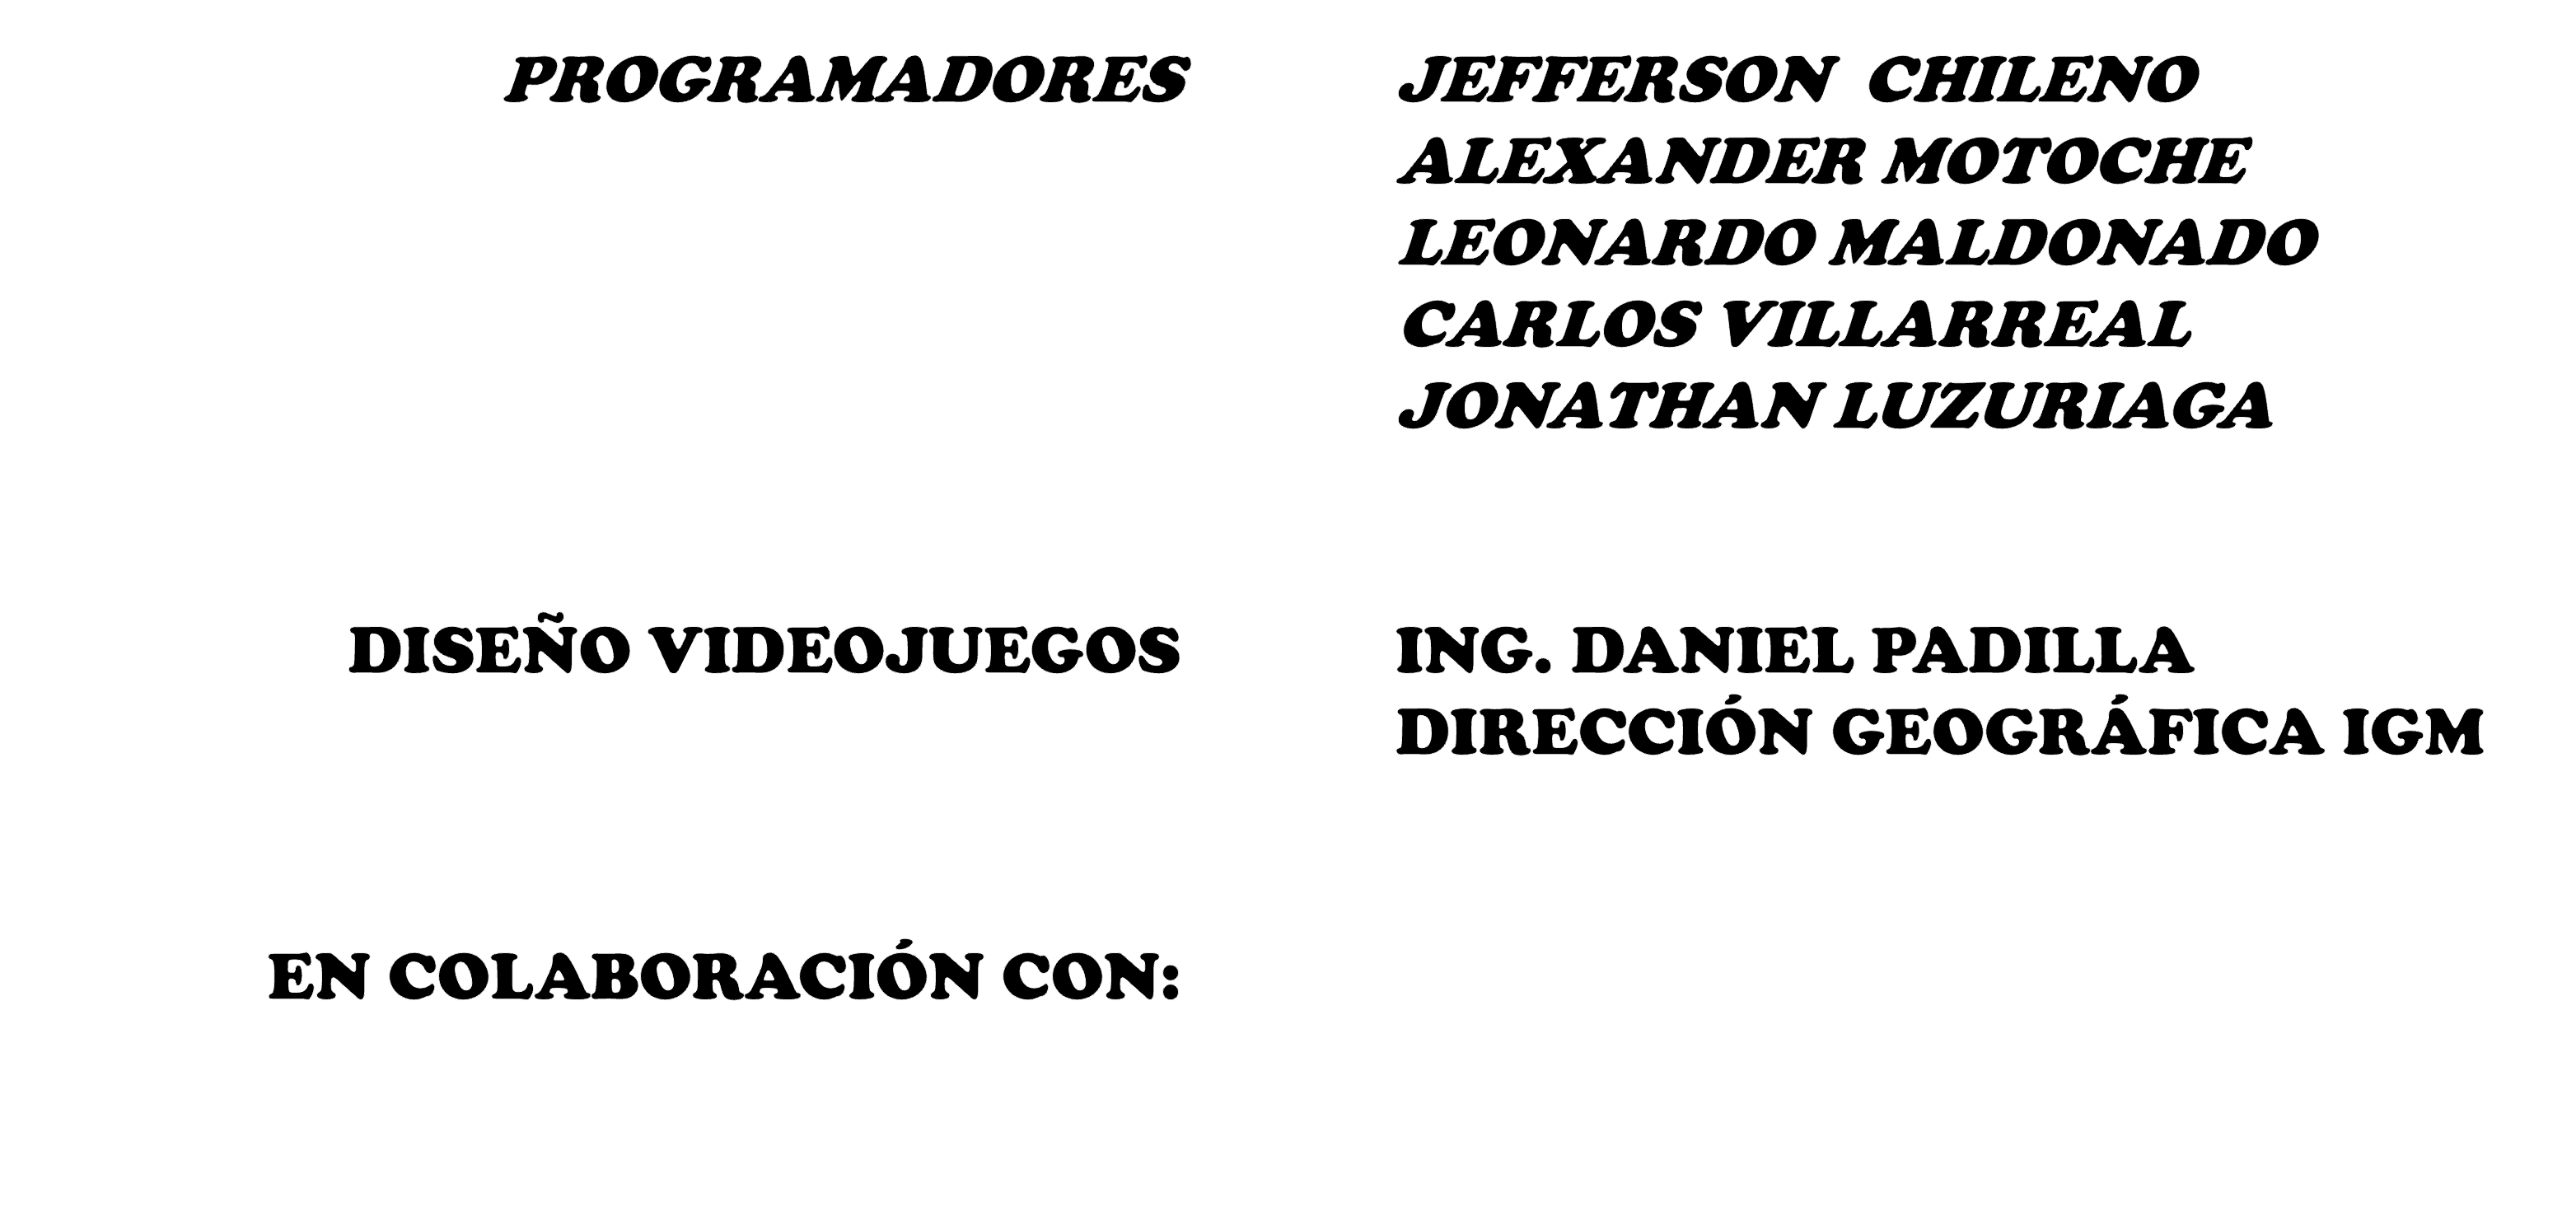 PROGRAMADORES JEFFERSON CHILENO
ALEXANDER MOTOCHE
LEONARDO MALDONADO
CARLOS VILLARREAL
JONATHAN LUZURIAGA
DISEÑO VIDEOJUEGOS ING. DANIEL PADILLA
DIRECCIÓN GEOGRÁFICA IGM
EN COLABORACIÓN CON: